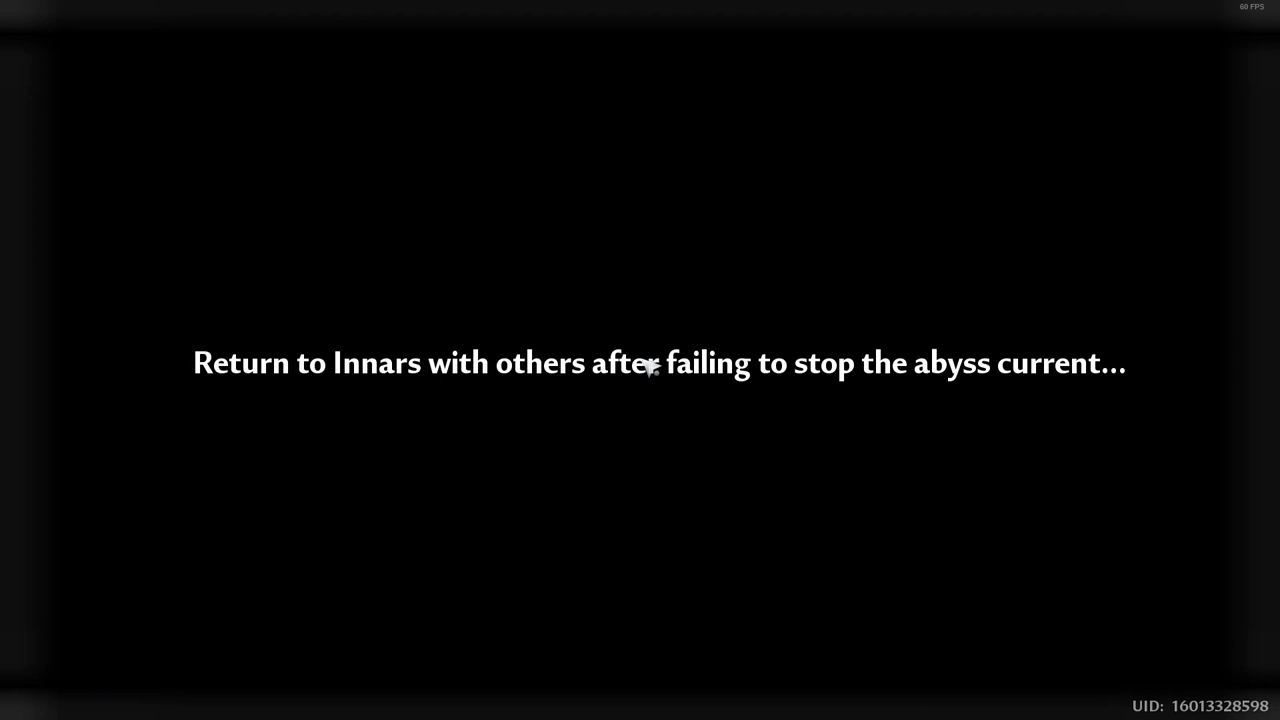 60 FPS
Return to Innars with others after failing to stop the abyss current...
UID: 16013328598